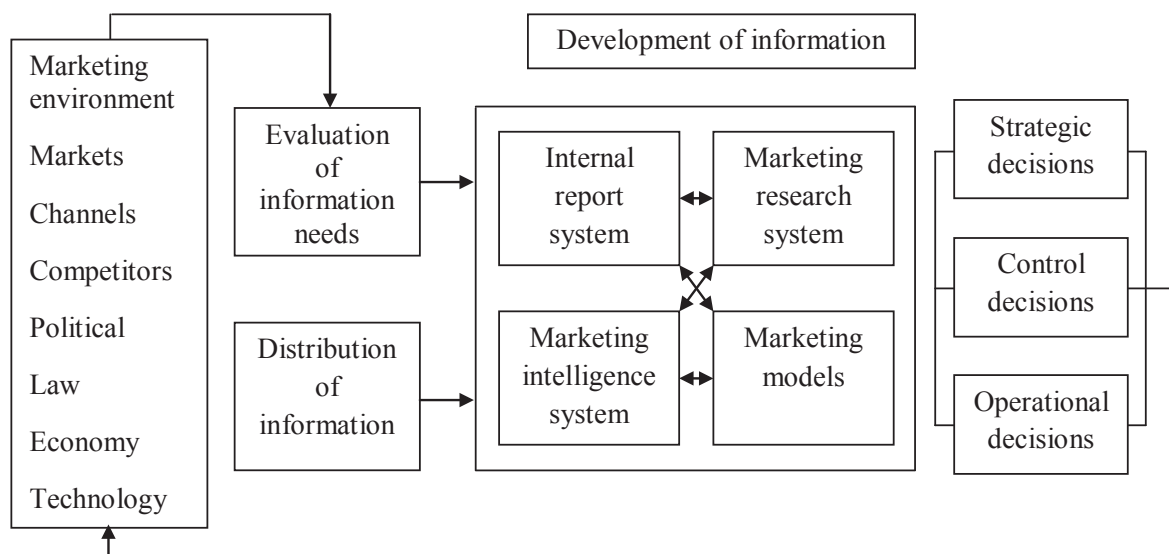 Development of information
Marketing
environment
Markets
Channels
Competitors
Political
Law
Economy
Technology
Evaluation
of
information
needs
Distribution
of
information
Internal
report
system
Marketing
research
system
Marketing
intelligence
system
Marketing
models
Strategic
decisions
Control
decisions
Operational
decisions